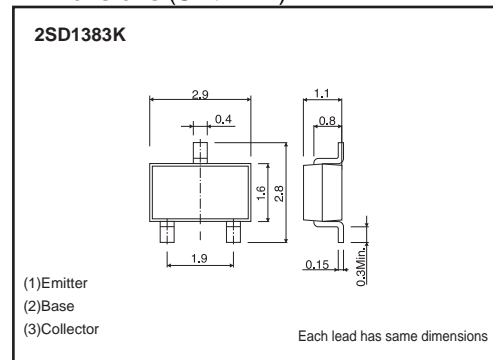 2SD1383K
2.9
1.1
0.4
0.8
1.6
2.8
1.9
0.15
0.3Min.
(1)Emitter
(2)Base
(3)Collector
Each lead has same dimensions